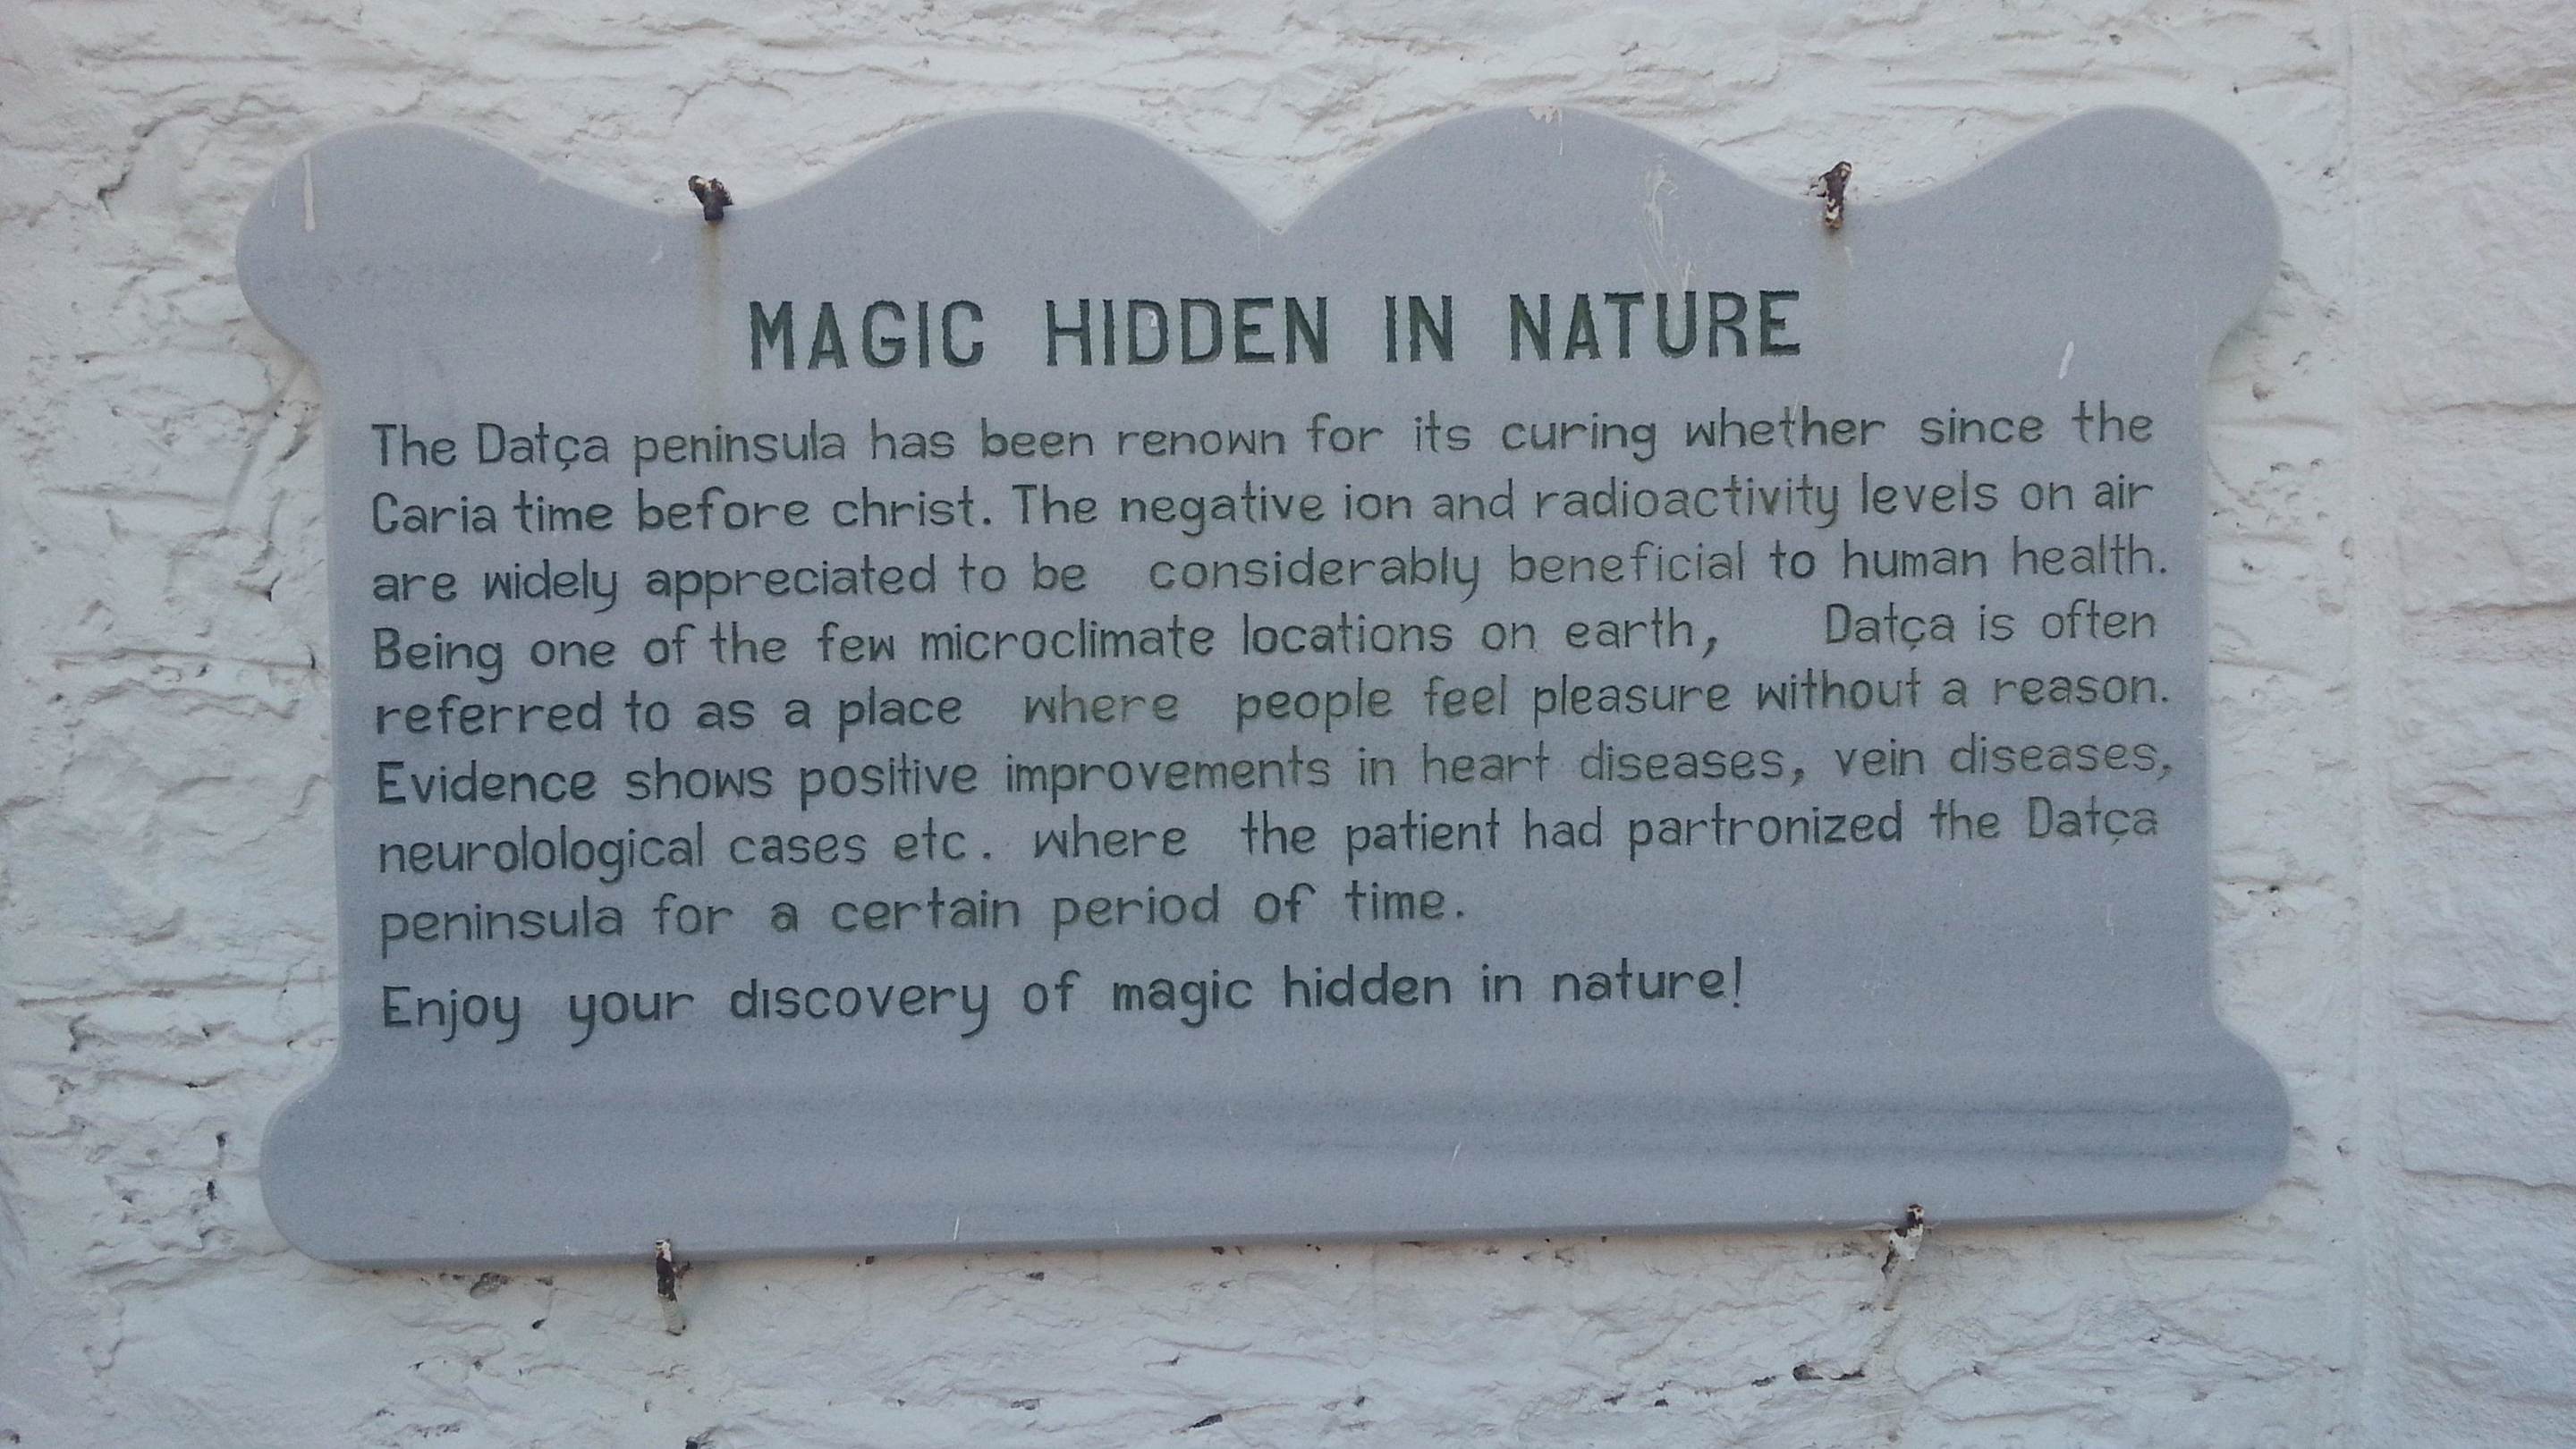 MAGIC HIDDEN IN NATURE
The Datça peninsula has been renown for its curing whether since the
Caria time before christ. The negative ion and radioactivity levels on air
are widely appreciated to be considerably beneficial to human health.
Being one of the few microclimate locations on earth, Datça is often
referred to as a place where people feel pleasure without a reason.
Evidence shows positive improvements in heart diseases, vein diseases,
neurolological cases etc. where the patient had partronized the Datça
peninsula for a certain period of time.
Enjoy your dıscovery of magic hidden in nature!